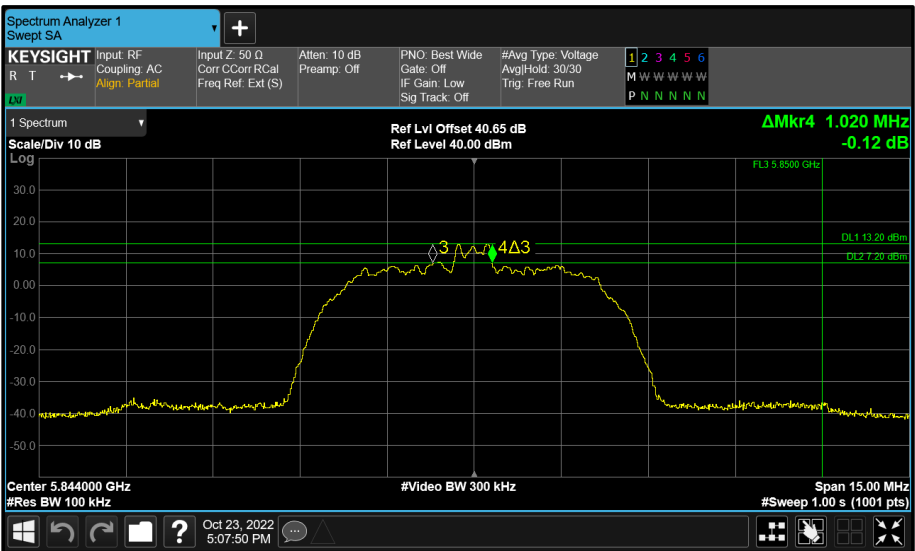 Spectrum Analyzer 1
Swept SA
+
KEYSIGHT
R T
LXI
Input: RF
Coupling: AC
Align: Partial
Input Z: 50 Ω
Corr CCorr RCal
Freq Ref: Ext (S)
Atten: 10 dB
Preamp: Off
PNO: Best Wide
Gate: Off
IF Gain: Low
Sig Track: Off
#Avg Type: Voltage
Avg|Hold: 30/30
Trig: Free Run
1 2 3 4 5 6
M W W W W W
P N N N N N
1 Spectrum
Scale/Div 10 dB
Ref Lvl Offset 40.65 dB
Ref Level 40.00 dBm
ΔMkr4 1.020 MHz
-0.12 dB
Log
FL3 5.8500 GHz
30.0
20.0
DL1 13.20 dBm
3
4Δ3
10.0
DL2 7.20 dBm
0.00
-10.0
-20.0
-30.0
-40.0
-50.0
Center 5.844000 GHz
#Video BW 300 kHz
Span 15.00 MHz
#Res BW 100 kHz
#Sweep 1.00 s (1001 pts)
?
Oct 23, 2022
5:07:50 PM